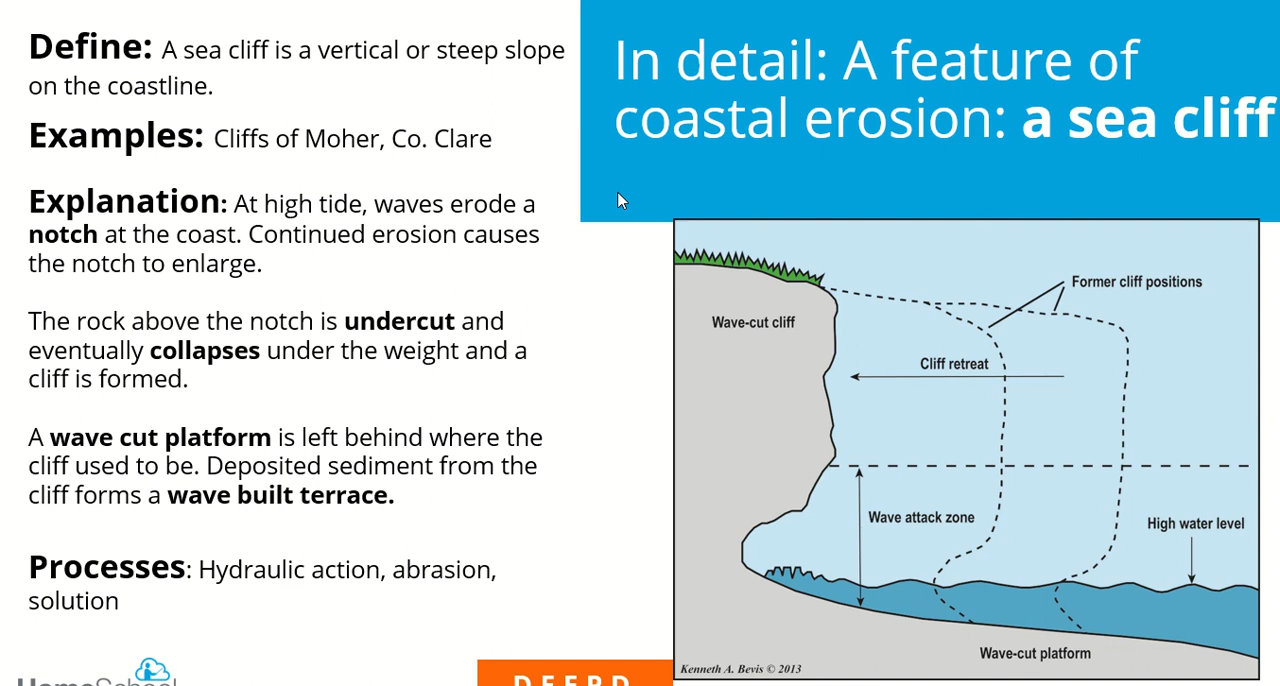 Define: A sea cliff is a vertical or steep slope
on the coastline.
Examples: Cliffs of Moher, Co. Clare
Explanation: At high tide, waves erode a
notch at the coast. Continued erosion causes
the notch to enlarge.
The rock above the notch is undercut and
eventually collapses under the weight and a
cliff is formed.
A wave cut platform is left behind where the
cliff used to be. Deposited sediment from the
cliff forms a wave built terrace.
Processes: Hydraulic action, abrasion,
solution
HomeSchool
In detail: A feature of
coastal erosion: a sea cliff
Former cliff positions
Wave-cut cliff
Cliff retreat
Wave attack zone
High water level
Wave-cut platform
Kenneth A. Bevis © 2013